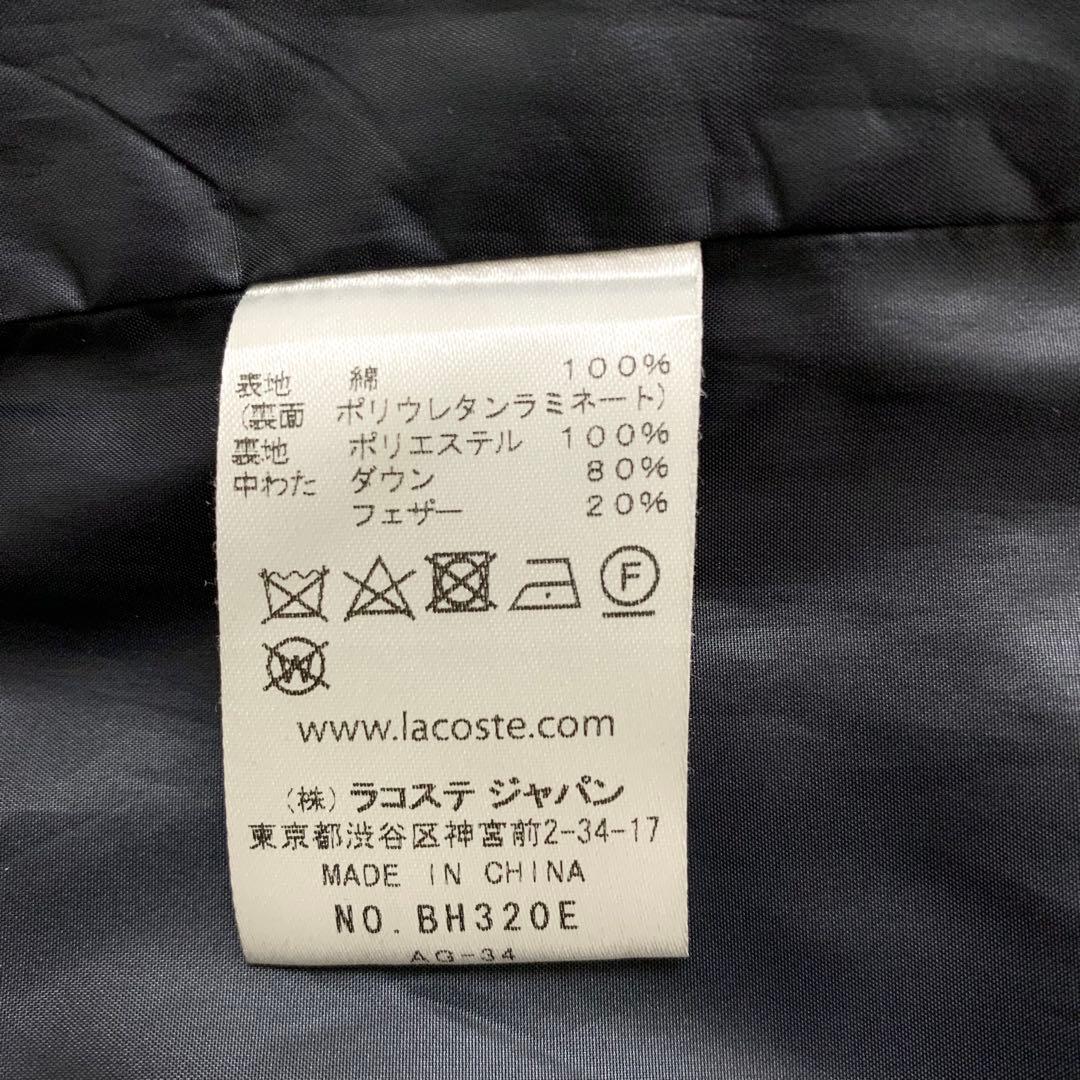 表地 綿 100%
(裏面 ポリウレタンラミネート)
裏地 ポリエステル 100%
中わた ダウン 80%
フェザー 20%
F
W
www.lacoste.com
(株) ラコステ ジャパン
東京都渋谷区神宮前2-34-17
MADE IN CHINA
NO. BH320E
AG-34